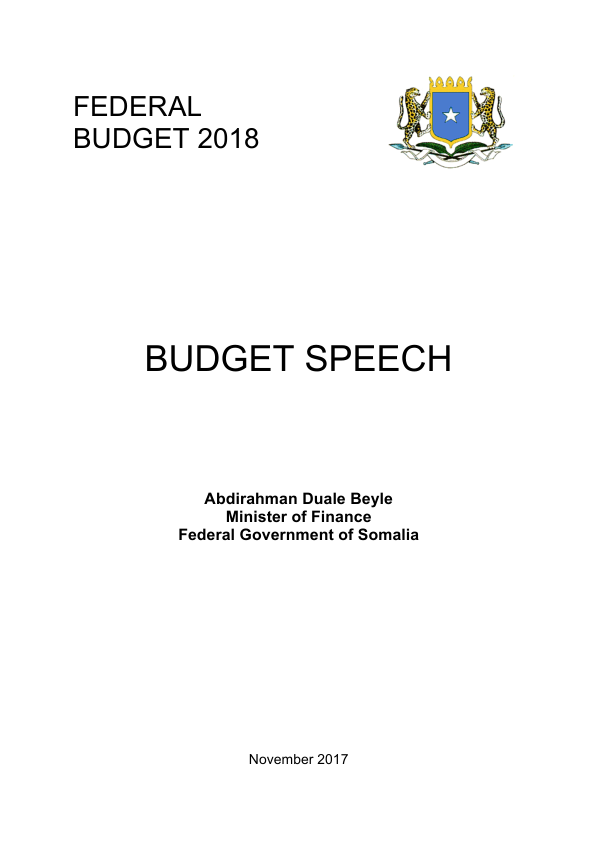 FEDERAL
BUDGET 2018
BUDGET SPEECH
Abdirahman Duale Beyle
Minister of Finance
Federal Government of Somalia
November 2017